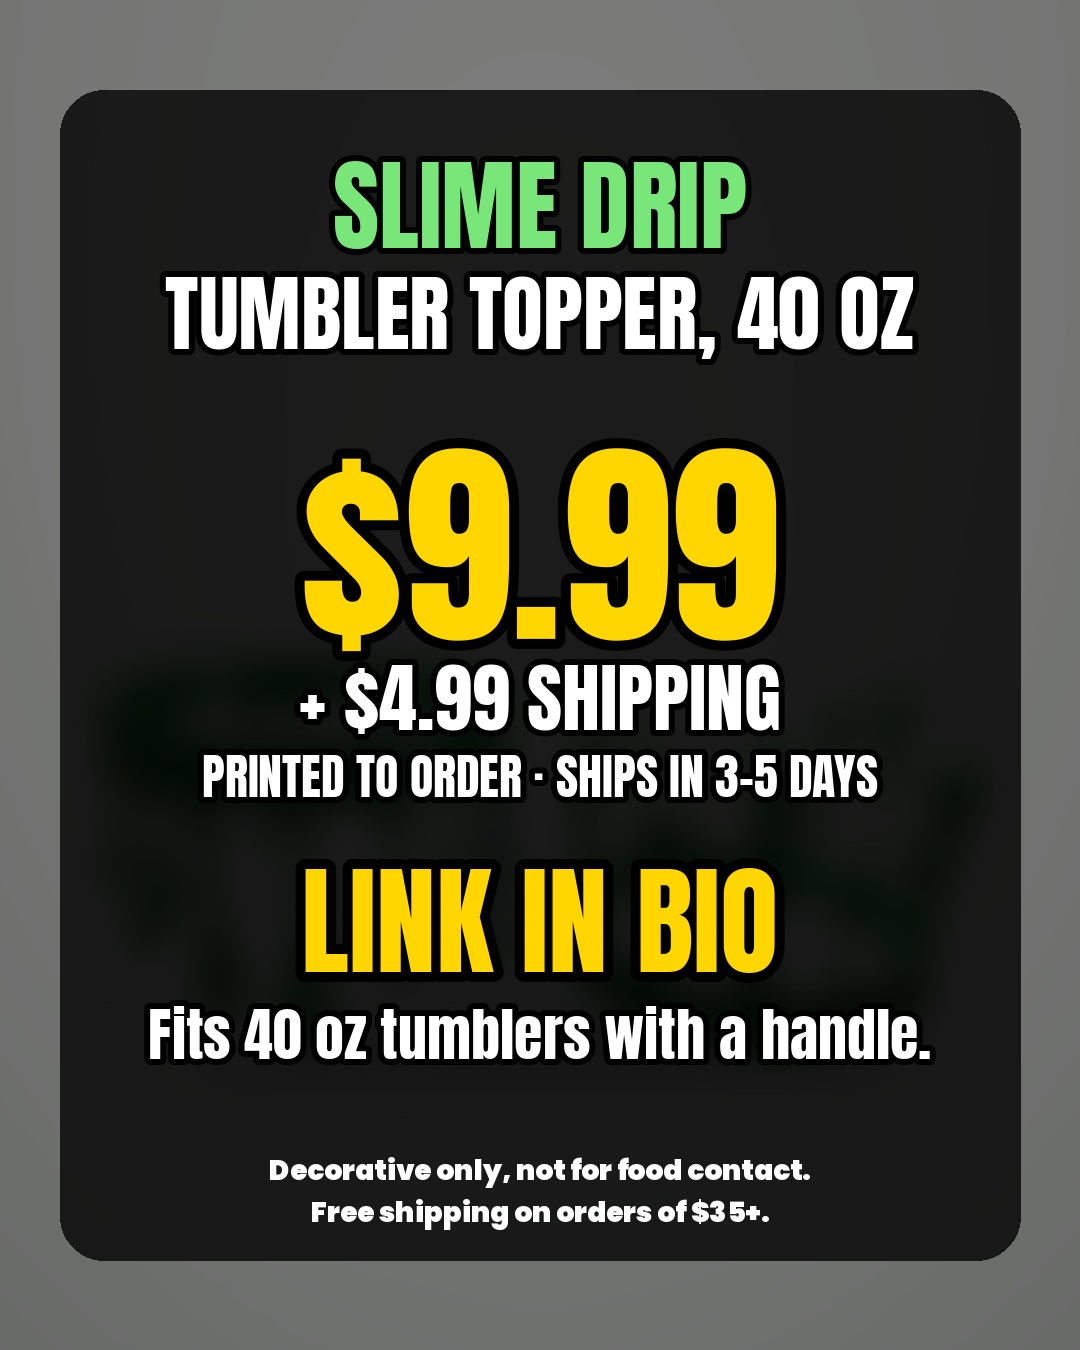 SLIME DRIP
TUMBLER TOPPER, 40 OZ
$9.99
+ $4.99 SHIPPING
PRINTED TO ORDER · SHIPS IN 3-5 DAYS
LINK IN BIO
Fits 40 oz tumblers with a handle.
Decorative only, not for food contact.
Free shipping on orders of $35+.